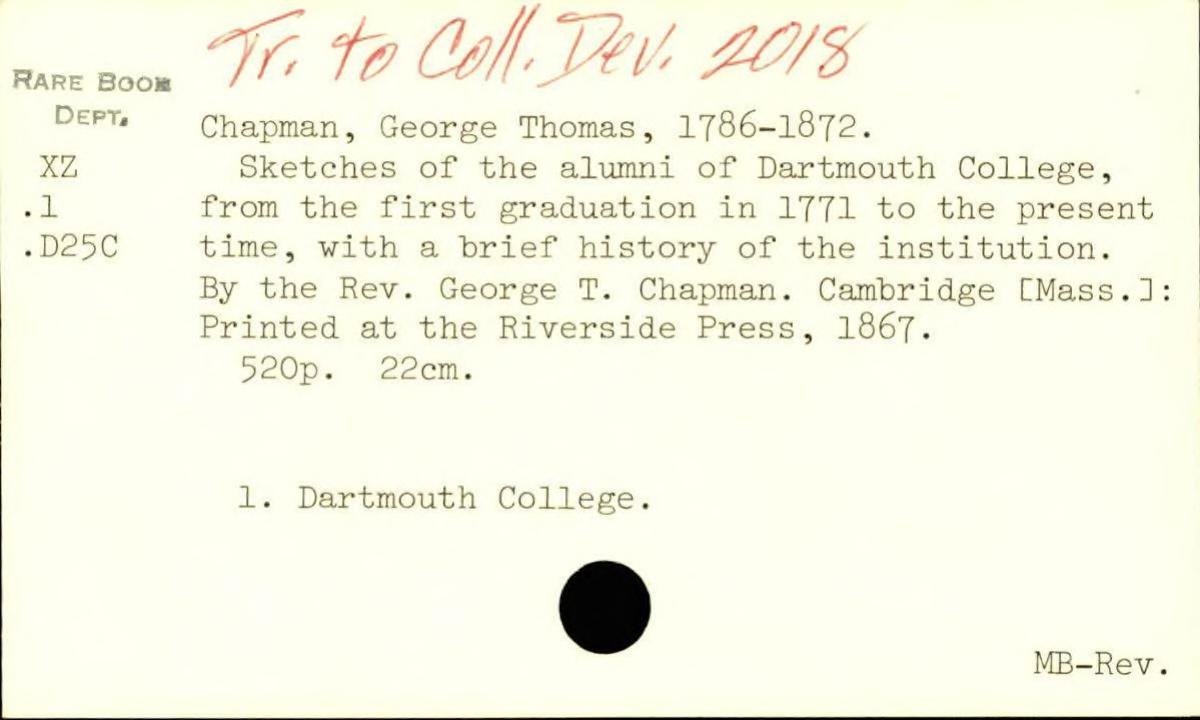 Tr. to Coll. Dev. 2018
RARE BOOK
DEPT.
Chapman, George Thomas, 1786-1872.
XZ
Sketches of the alumni of Dartmouth College,
.1
from the first graduation in 1771 to the present
.D25C
time, with a brief history of the institution.
By the Rev. George T. Chapman. Cambridge [Mass.]:
Printed at the Riverside Press, 1867.
520p. 22cm.
1. Dartmouth College.
MB-Rev.